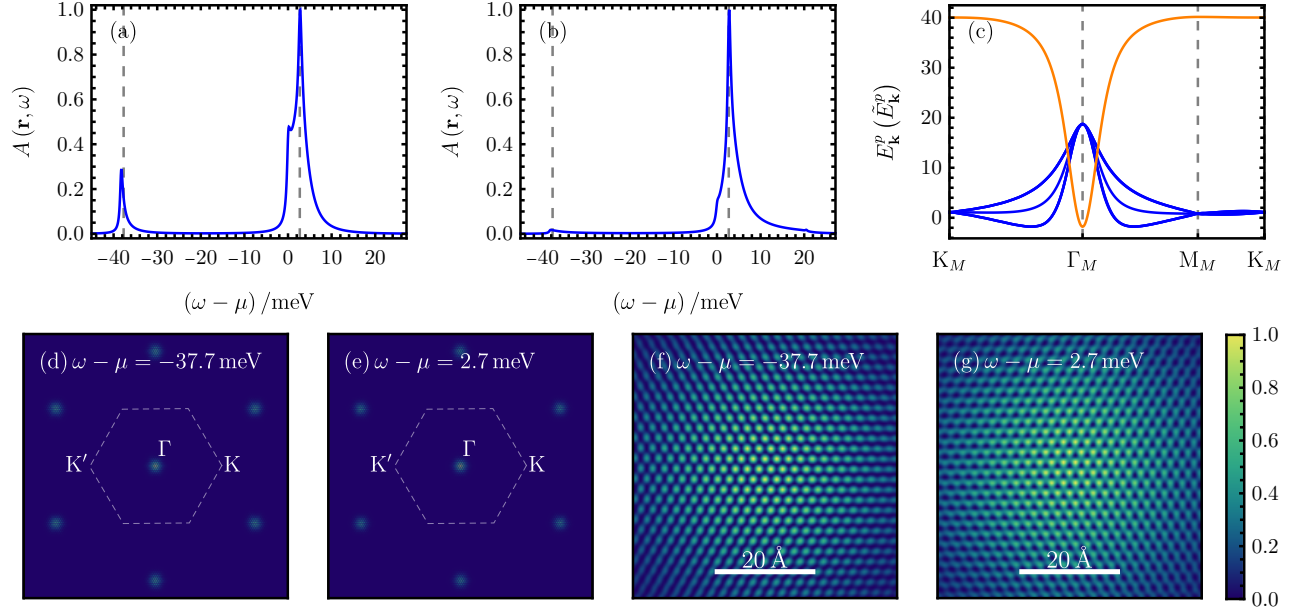 (a)
A (r, ω)
1.0
0.8
0.6
0.4
0.2
0.0
−40 −30 −20 −10 0 10 20
(ω − μ) /meV
(b)
A (r, ω)
1.0
0.8
0.6
0.4
0.2
0.0
−40 −30 −20 −10 0 10 20
(ω − μ) /meV
(c)
E^p_k (Ẽ^p_k)
40
30
20
10
0
K_M Γ_M M_M K_M
(d) ω − μ = −37.7 meV
Γ
K′ K
(e) ω − μ = 2.7 meV
Γ
K′ K
(f) ω − μ = −37.7 meV
20 Å
(g) ω − μ = 2.7 meV
20 Å
1.0
0.8
0.6
0.4
0.2
0.0